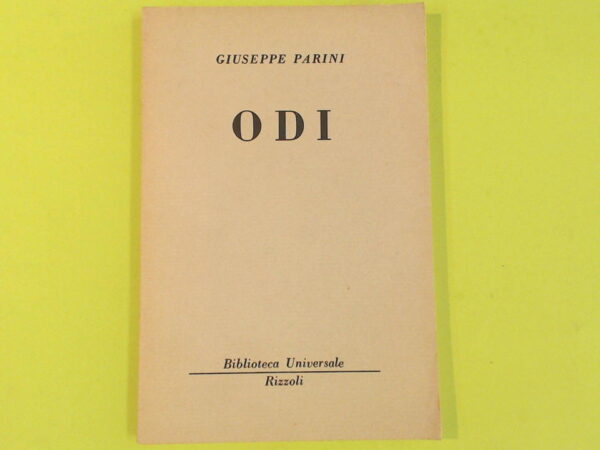 GIUSEPPE PARINI
ODI
Biblioteca Universale
Rizzoli